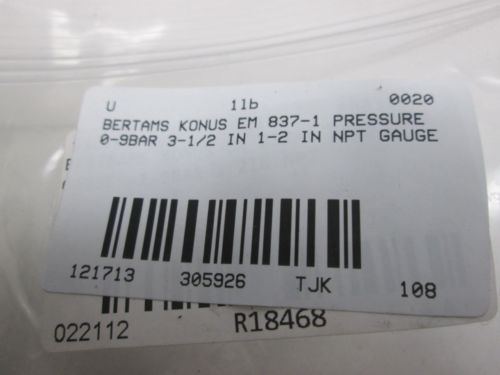 U 1lb 0020
BERTAMS KONUS EM 837-1 PRESSURE
0-9BAR 3-1/2 IN 1-2 IN NPT GAUGE
121713 305926 TJK 108
022112 R18468